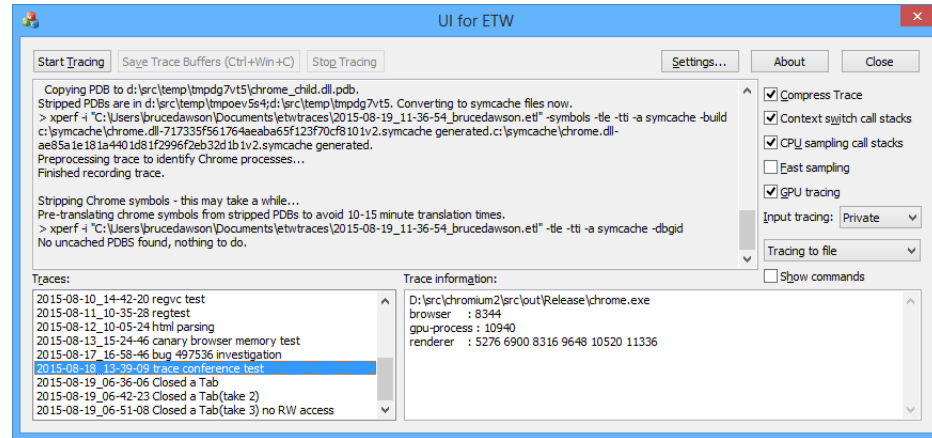 UI for ETW
Start Tracing
Save Trace Buffers (Ctrl+Win+C)
Stop Tracing
Settings...
About
Close
Copying PDB to d:\src\temp\tmpdg7vt5\chrome_child.dll.pdb.
Stripped PDBs are in d:\src\temp\tmpoev5s4;d:\src\temp\tmpdg7vt5. Converting to symcache files now.
> xperf -i "C:\Users\brucedawson\Documents\etwtraces\2015-08-19_11-36-54_brucedawson.etl" -symbols -tle -tti -a symcache -build
c:\symcache\chrome.dll-717335f561764aeaba65f123f70cf8101v2.symcache generated.c:\symcache\chrome.dll-
ae85a1e181a4401d81f2996f2eb32d1b1v2.symcache generated.
Preprocessing trace to identify Chrome processes...
Finished recording trace.
Stripping Chrome symbols - this may take a while...
Pre-translating chrome symbols from stripped PDBs to avoid 10-15 minute translation times.
> xperf -i "C:\Users\brucedawson\Documents\etwtraces\2015-08-19_11-36-54_brucedawson.etl" -tle -tti -a symcache -dbgid
No uncached PDBS found, nothing to do.
Compress Trace
Context switch call stacks
CPU sampling call stacks
Fast sampling
GPU tracing
Input tracing: Private
Tracing to file
Show commands
Traces:
2015-08-10_14-42-20 regvc test
2015-08-11_10-35-28 regtest
2015-08-12_10-05-24 html parsing
2015-08-13_15-24-46 canary browser memory test
2015-08-17_16-58-46 bug 497536 investigation
2015-08-18_13-39-09 trace conference test
2015-08-19_06-36-06 Closed a Tab
2015-08-19_06-42-23 Closed a Tab(take 2)
2015-08-19_06-51-08 Closed a Tab(take 3) no RW access
Trace information:
D:\src\chromium2\src\out\Release\chrome.exe
browser : 8344
gpu-process : 10940
renderer : 5276 6900 8316 9648 10520 11336